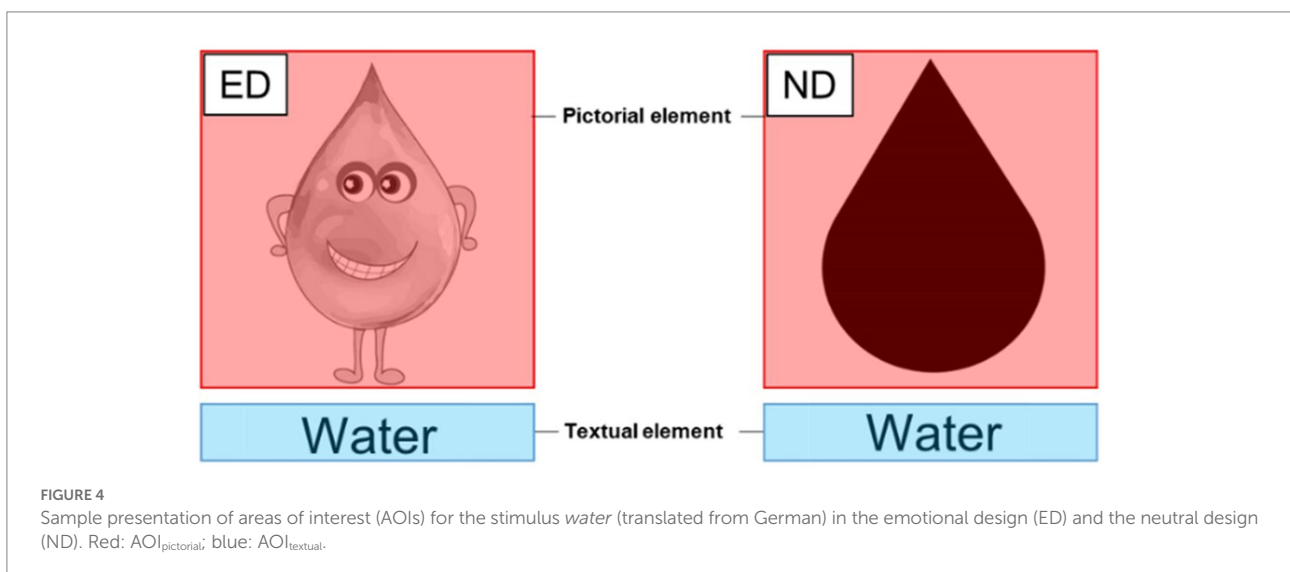 ED
Pictorial element
ND
Water
Textual element
Water
FIGURE 4
Sample presentation of areas of interest (AOIs) for the stimulus water (translated from German) in the emotional design (ED) and the neutral design
(ND). Red: AOIpictorial; blue: AOItextual.